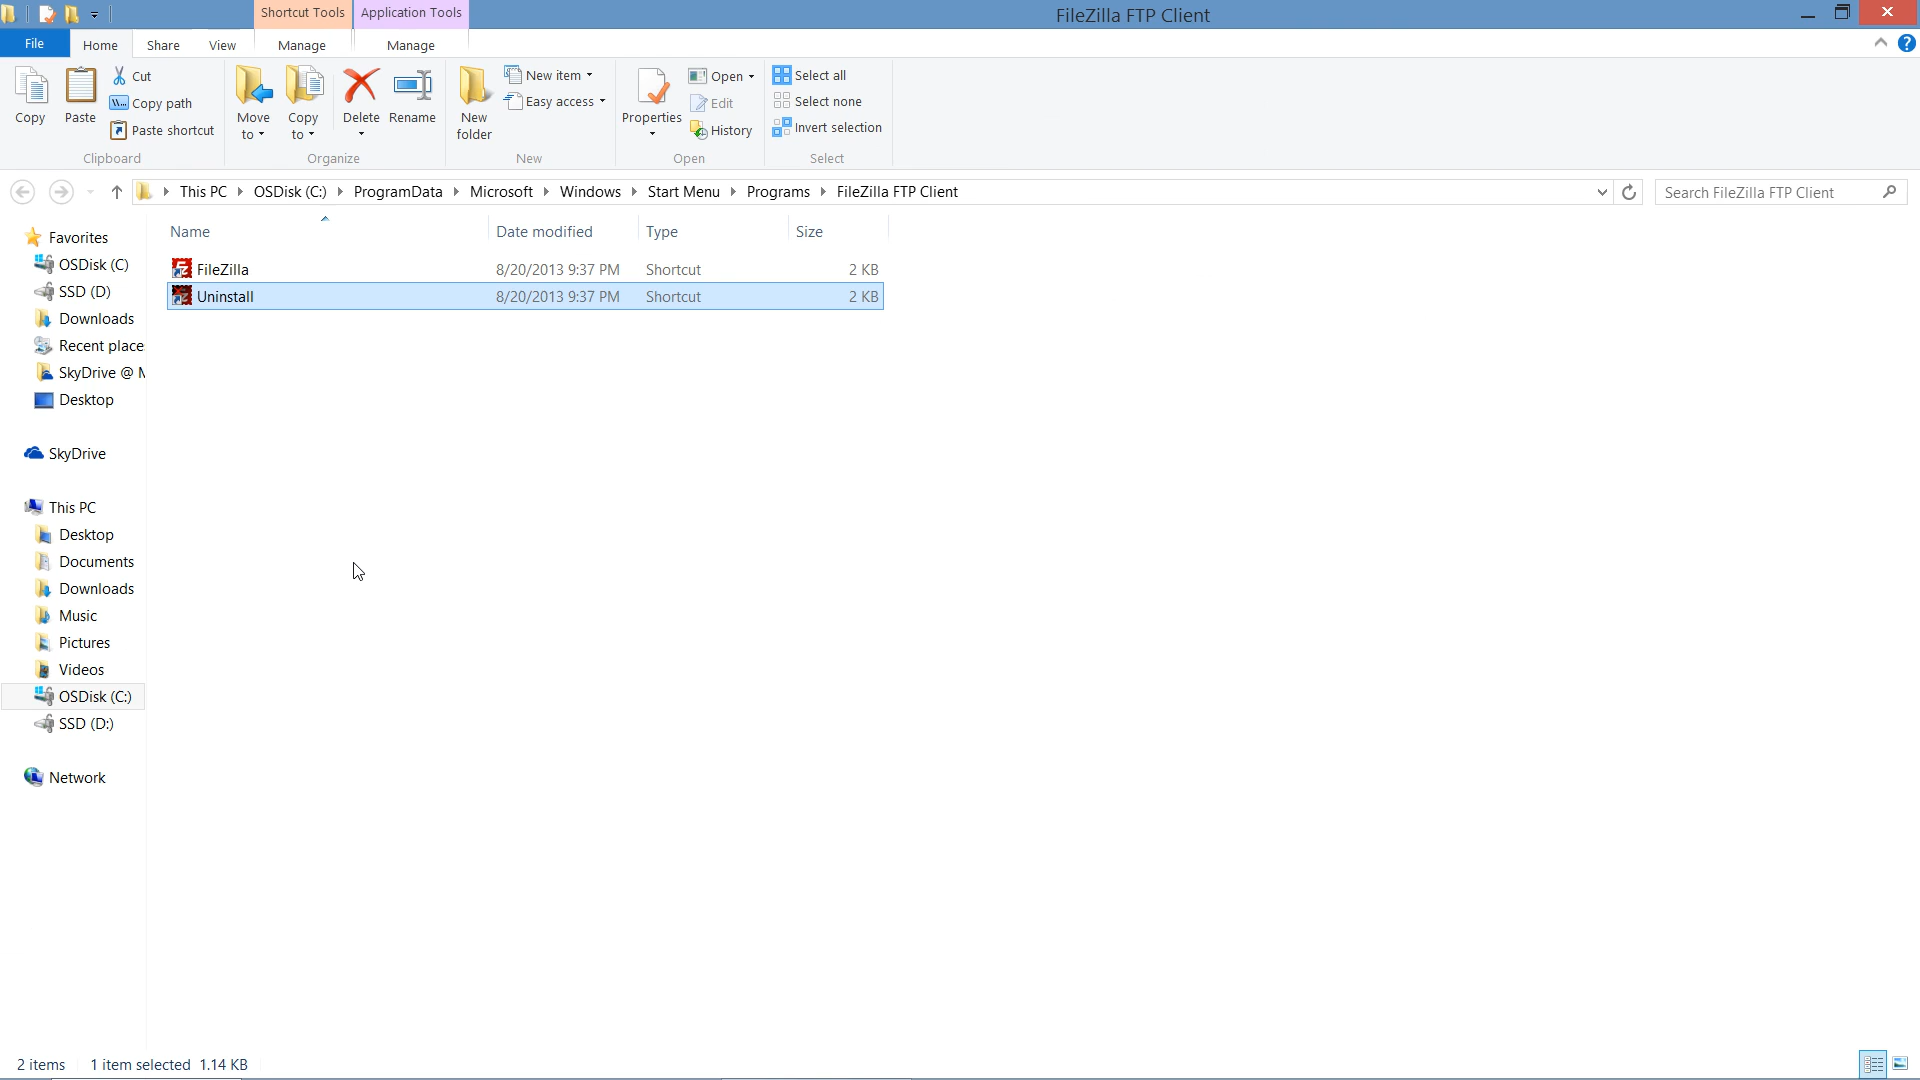 Shortcut Tools Application Tools FileZilla FTP Client
File Home Share View Manage Manage
Copy Paste Cut Copy path Paste shortcut
Clipboard
Move to Copy to Delete Rename
Organize
New folder New item Easy access
New
Properties Open Edit History
Open
Select all
Select none
Invert selection
Select
This PC OSDisk (C:) ProgramData Microsoft Windows Start Menu Programs FileZilla FTP Client Search FileZilla FTP Client
Favorites
OSDisk (C)
SSD (D)
Downloads
Recent place
SkyDrive @
Desktop
SkyDrive
This PC
Desktop
Documents
Downloads
Music
Pictures
Videos
OSDisk (C:)
SSD (D:)
Network
Name Date modified Type Size
FileZilla 8/20/2013 9:37 PM Shortcut 2 KB
Uninstall 8/20/2013 9:37 PM Shortcut 2 KB
2 items 1 item selected 1.14 KB